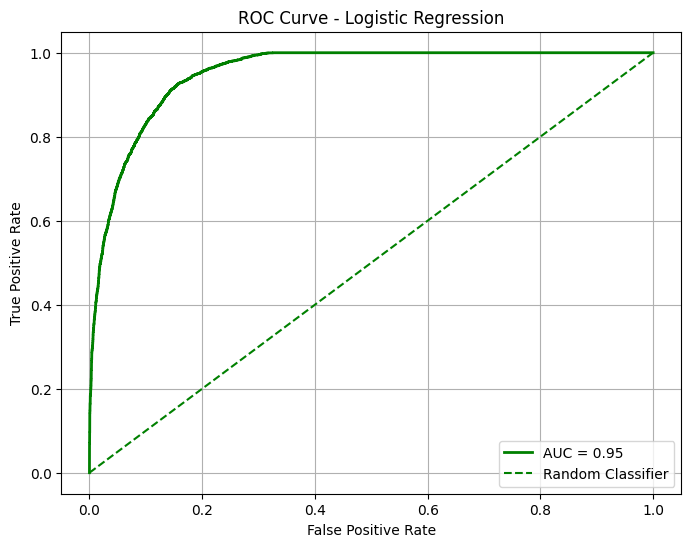 ROC Curve - Logistic Regression
True Positive Rate
1.0
0.8
0.6
0.4
0.2
0.0
AUC = 0.95
Random Classifier
0.0 0.2 0.4 0.6 0.8 1.0
False Positive Rate